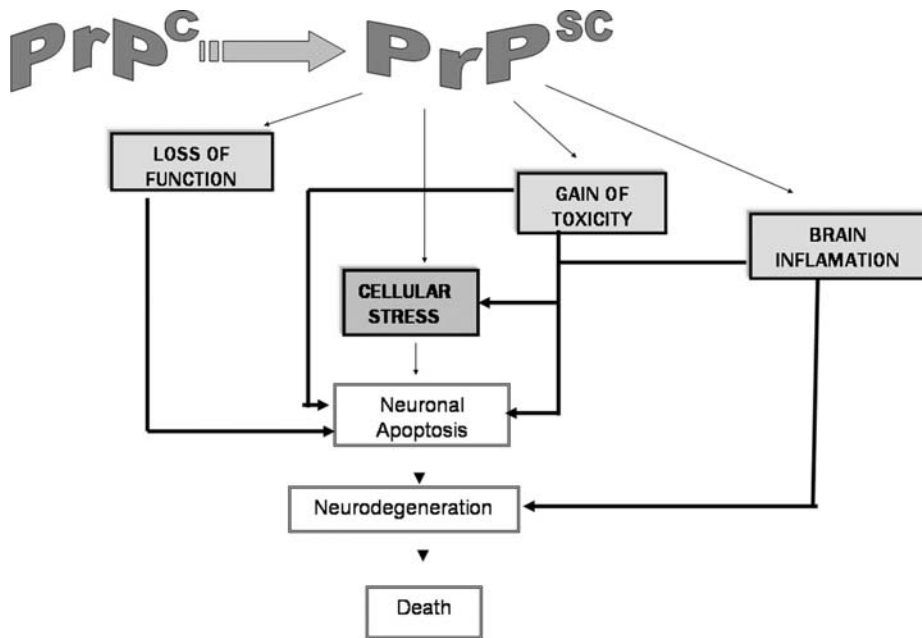 PrPC
PrPSC
LOSS OF
FUNCTION
GAIN OF
TOXICITY
BRAIN
INFLAMATION
CELLULAR
STRESS
Neuronal
Apoptosis
Neurodegeneration
Death